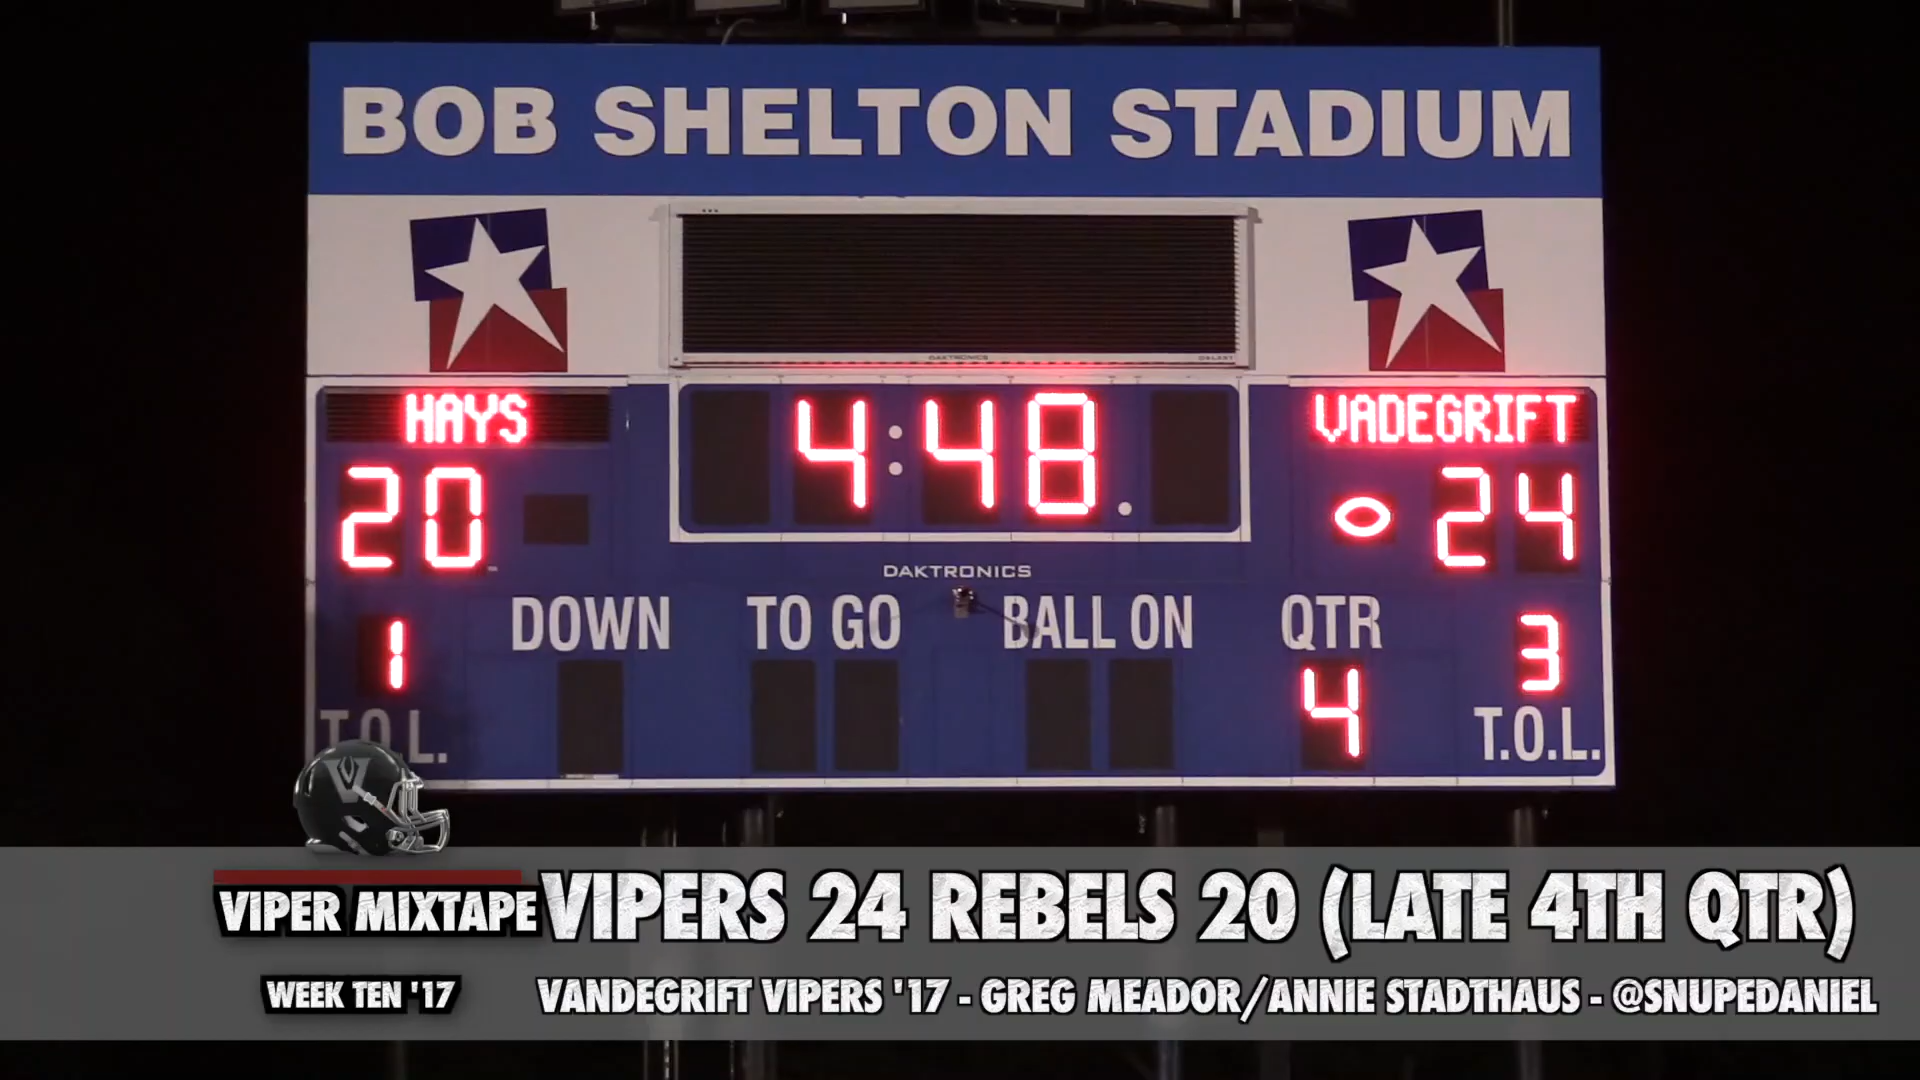 BOB SHELTON STADIUM
DAKTRONICS
HAYS 4:48. VADEGRIFT
20 24
DAKTRONICS
DOWN TO GO BALL ON QTR
1 4 3
T.O.L. T.O.L.
VIPER MIXTAPE VIPERS 24 REBELS 20 (LATE 4TH QTR)
WEEK TEN '17 VANDEGRIFT VIPERS '17 - GREG MEADOR/ANNIE STADTHAUS - @SNUPEDANIEL